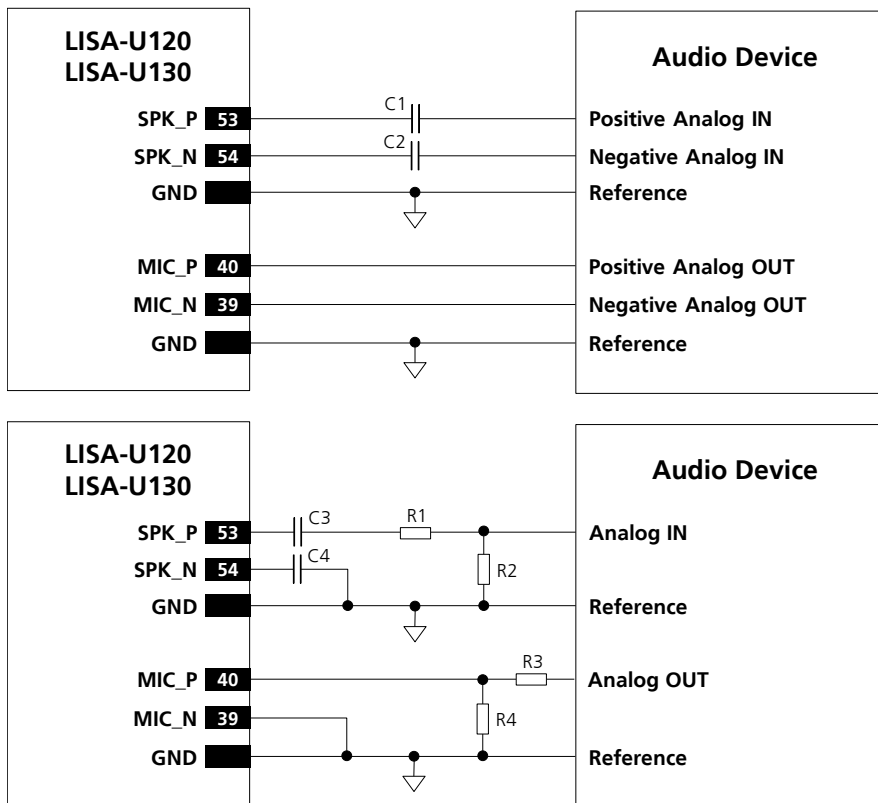 LISA-U120
LISA-U130
Audio Device
SPK_P 53
C1
Positive Analog IN
SPK_N 54
C2
Negative Analog IN
GND
Reference
MIC_P 40
Positive Analog OUT
MIC_N 39
Negative Analog OUT
GND
Reference
LISA-U120
LISA-U130
Audio Device
SPK_P 53
C3
R1
Analog IN
SPK_N 54
C4
R2
GND
Reference
MIC_P 40
R3
Analog OUT
MIC_N 39
R4
GND
Reference